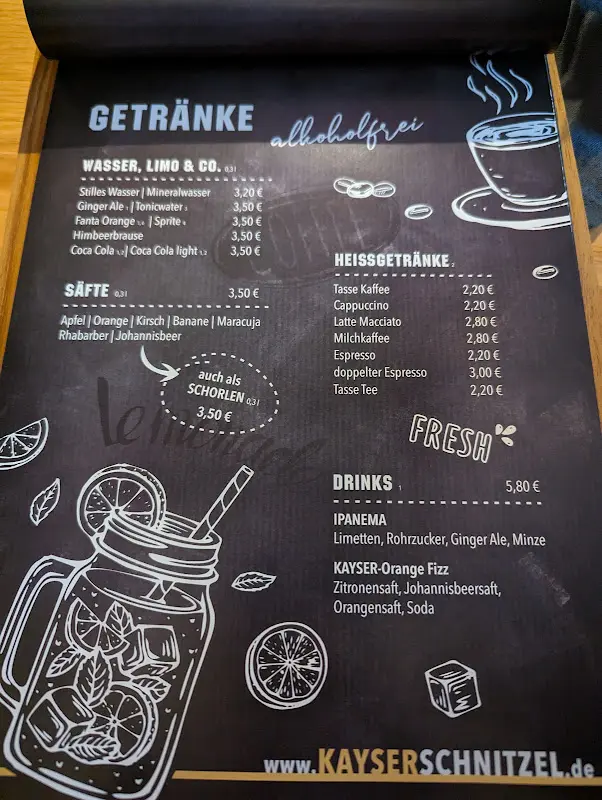 GETRÄNKE alkoholfrei
WASSER, LIMO & CO. 0,3 l
Stilles Wasser | Mineralwasser 3,20 €
Ginger Ale | Tonicwater 3,50 €
Fanta Orange | Sprite 3,50 €
Himbeerbrause 3,50 €
Coca Cola | Coca Cola light 3,50 €
SÄFTE 0,3 l 3,50 €
Apfel | Orange | Kirsch | Banane | Maracuja
Rhabarber | Johannisbeer
auch als
SCHORLEN 0,3 l
3,50 €
Lemonade
HEISSGETRÄNKE 2
Tasse Kaffee 2,20 €
Cappuccino 2,20 €
Latte Macciato 2,80 €
Milchkaffee 2,80 €
Espresso 2,20 €
doppelter Espresso 3,00 €
Tasse Tee 2,20 €
FRESH
DRINKS 1 5,80 €
IPANEMA
Limetten, Rohrzucker, Ginger Ale, Minze
KAYSER-Orange Fizz
Zitronensaft, Johannisbeersaft,
Orangensaft, Soda
www.KAYSERSCHNITZEL.de